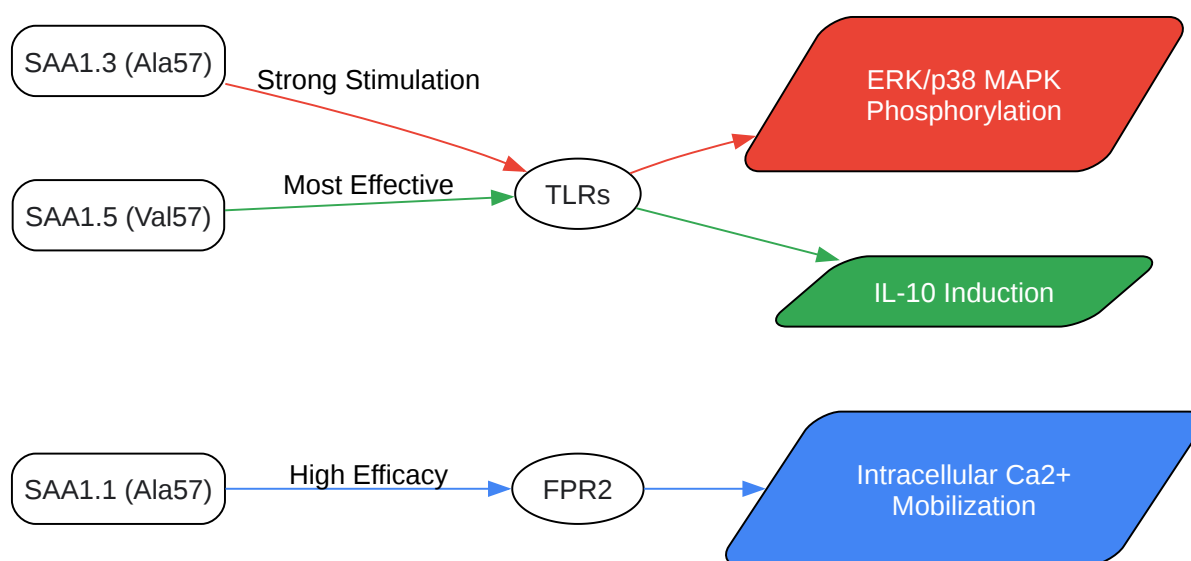 SAA1.3 (Ala57)
Strong Stimulation
ERK/p38 MAPK
Phosphorylation
SAA1.5 (Val57)
Most Effective
TLRs
IL-10 Induction
SAA1.1 (Ala57)
High Efficacy
FPR2
Intracellular Ca2+
Mobilization